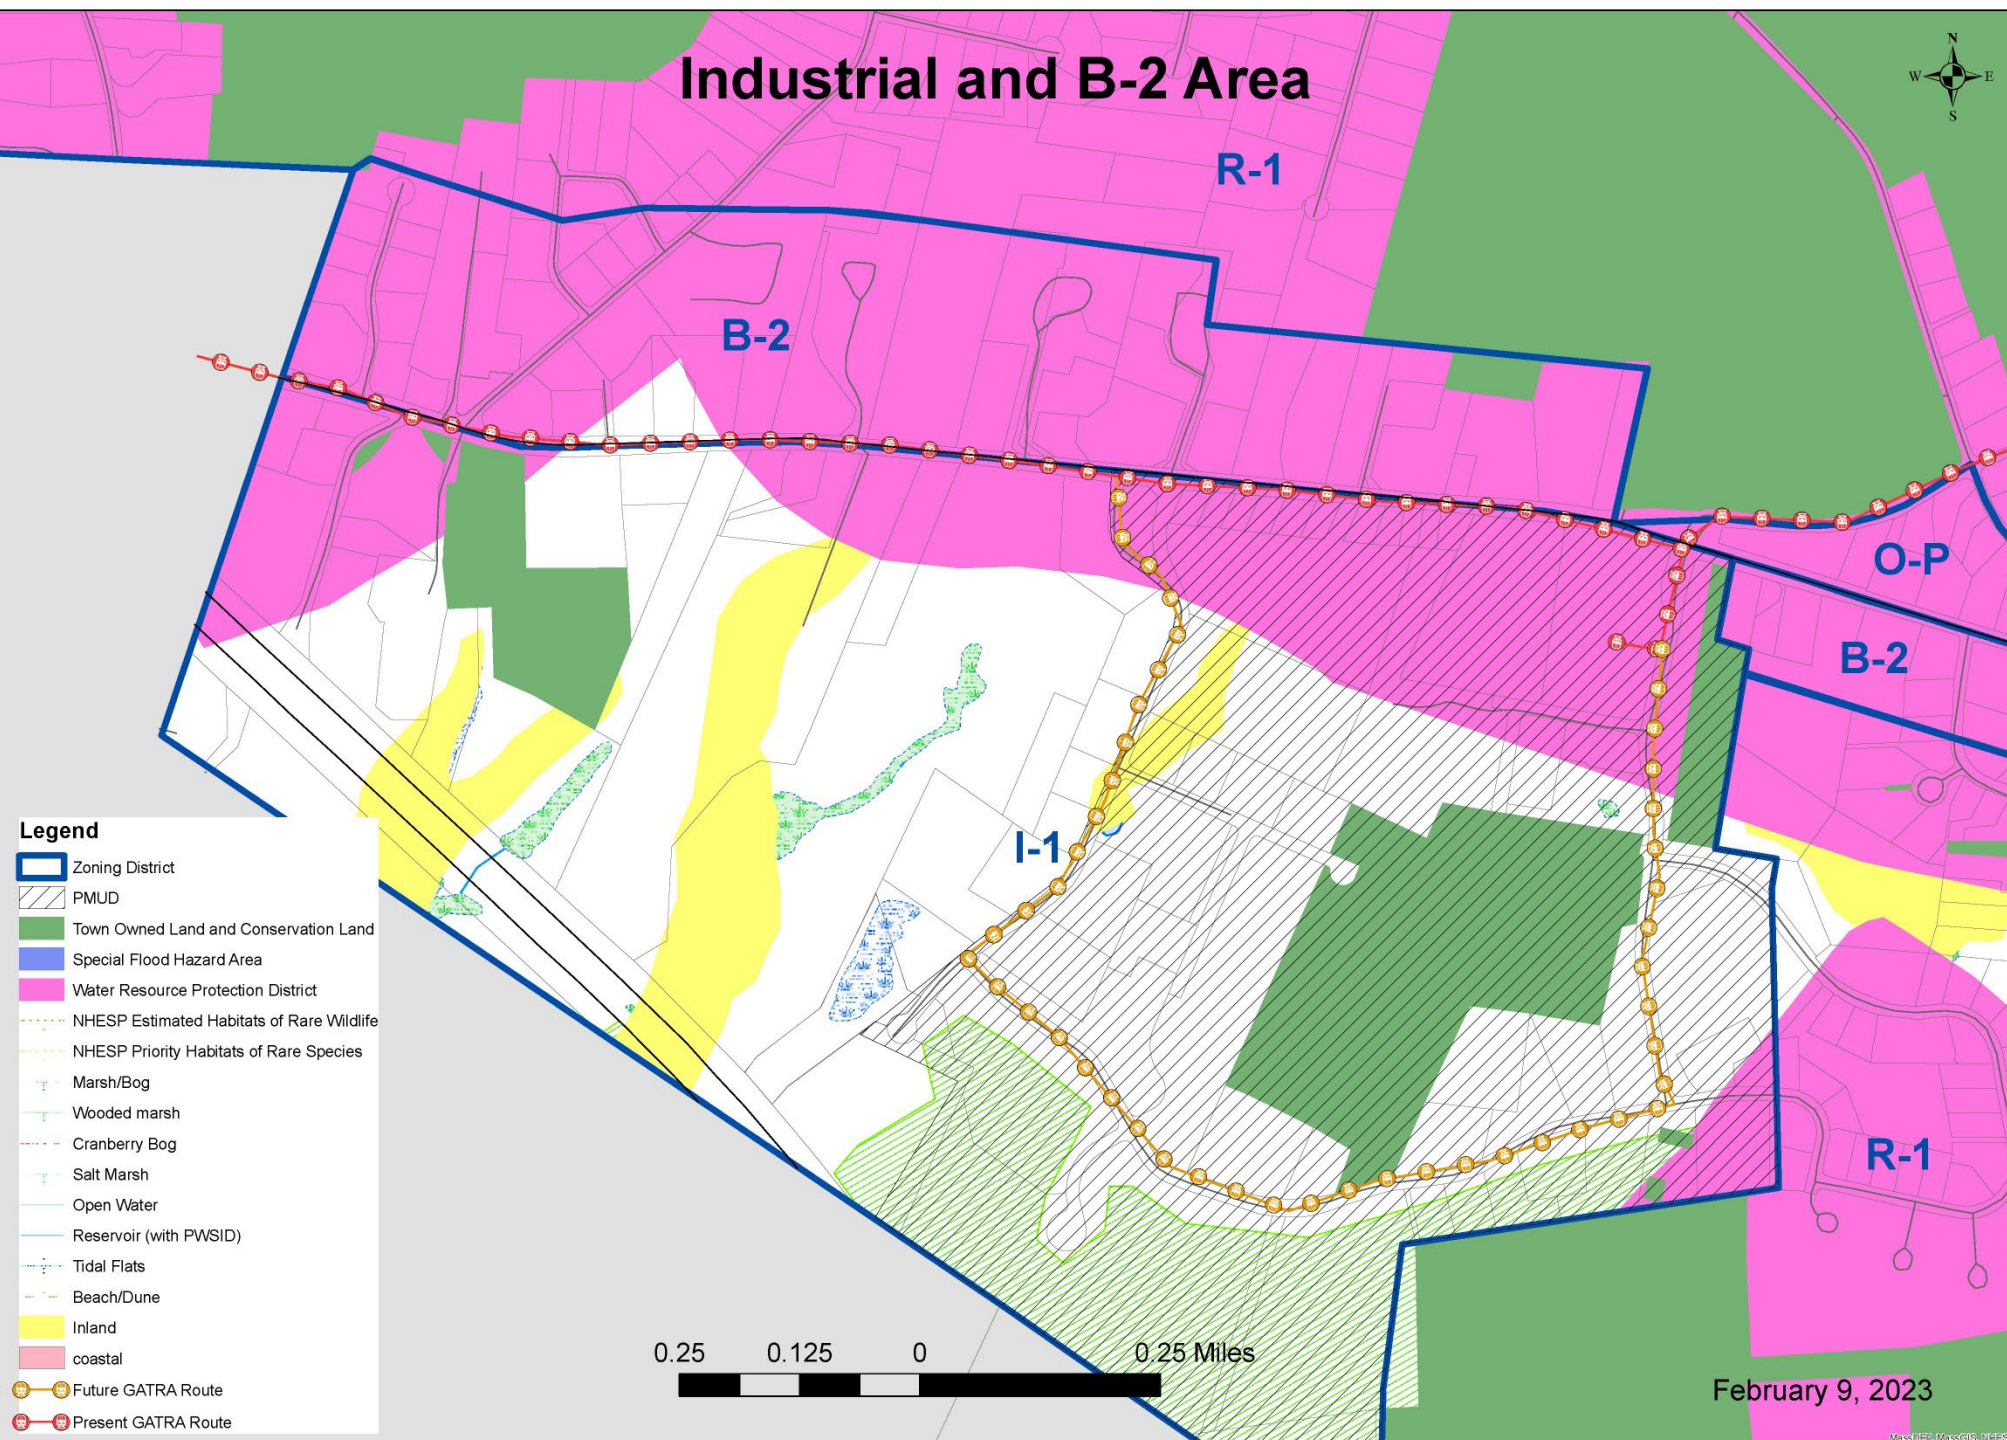 Industrial and B-2 Area
N
W E
S
R-1
B-2
O-P
B-2
I-1
R-1
Legend
Zoning District
PMUD
Town Owned Land and Conservation Land
Special Flood Hazard Area
Water Resource Protection District
NHESP Estimated Habitats of Rare Wildlife
NHESP Priority Habitats of Rare Species
Marsh/Bog
Wooded marsh
Cranberry Bog
Salt Marsh
Open Water
Reservoir (with PWSID)
Tidal Flats
Beach/Dune
Inland
coastal
Future GATRA Route
Present GATRA Route
0.25 0.125 0 0.25 Miles
February 9, 2023
MassDEP, MassGIS, NHES